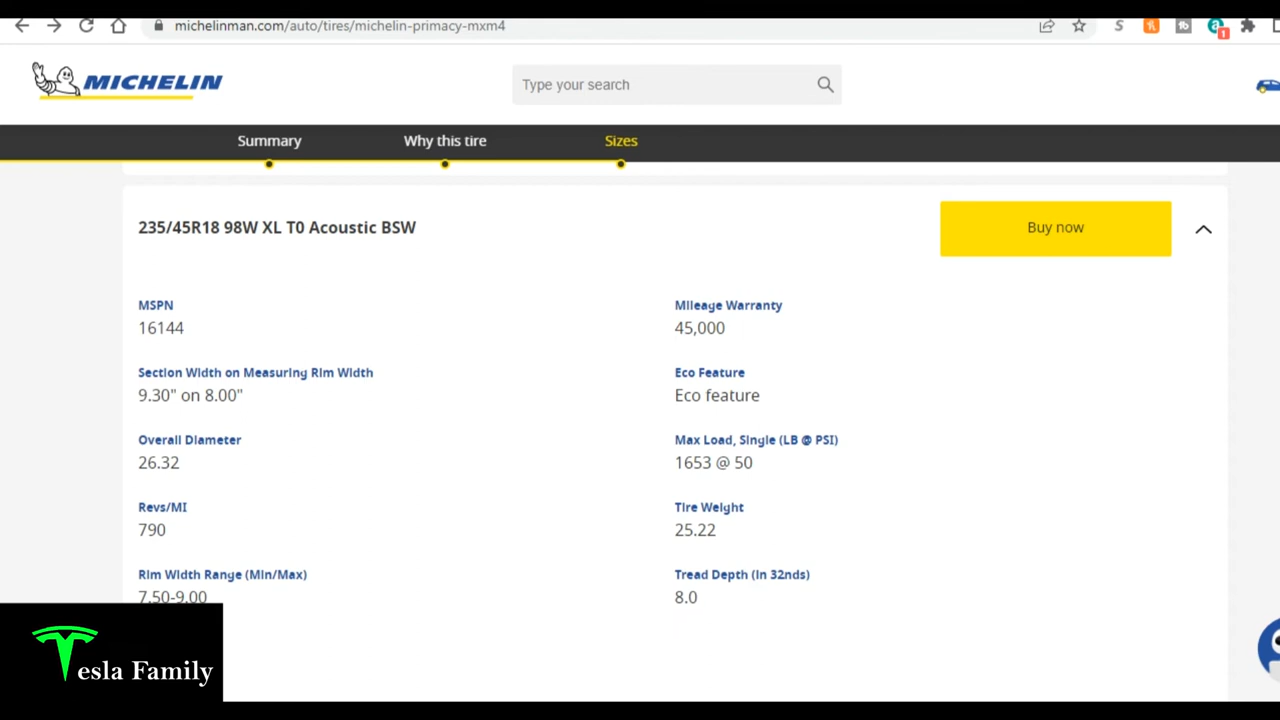 michelinman.com/auto/tires/michelin-primacy-mxm4
S
tb
a
1
MICHELIN
Type your search
Summary
Why this tire
Sizes
235/45R18 98W XL T0 Acoustic BSW
Buy now
MSPN
16144
Mileage Warranty
45,000
Section Width on Measuring Rim Width
9.30" on 8.00"
Eco Feature
Eco feature
Overall Diameter
26.32
Max Load, Single (LB @ PSI)
1653 @ 50
Revs/MI
790
Tire Weight
25.22
Rim Width Range (Min/Max)
7.50-9.00
Tread Depth (in 32nds)
8.0
Tesla Family